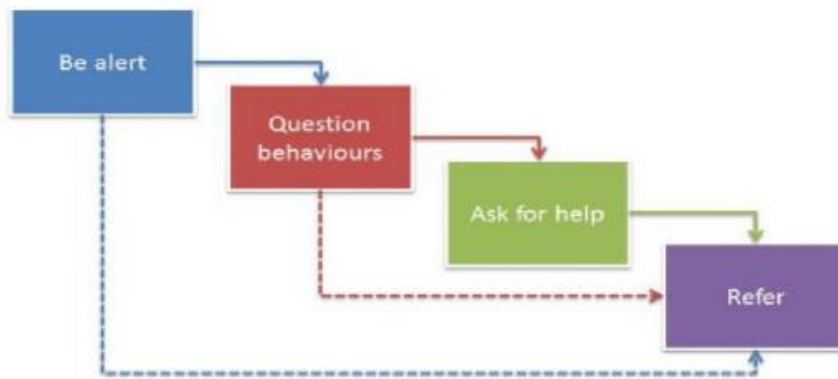 Be alert
Question
behaviours
Ask for help
Refer